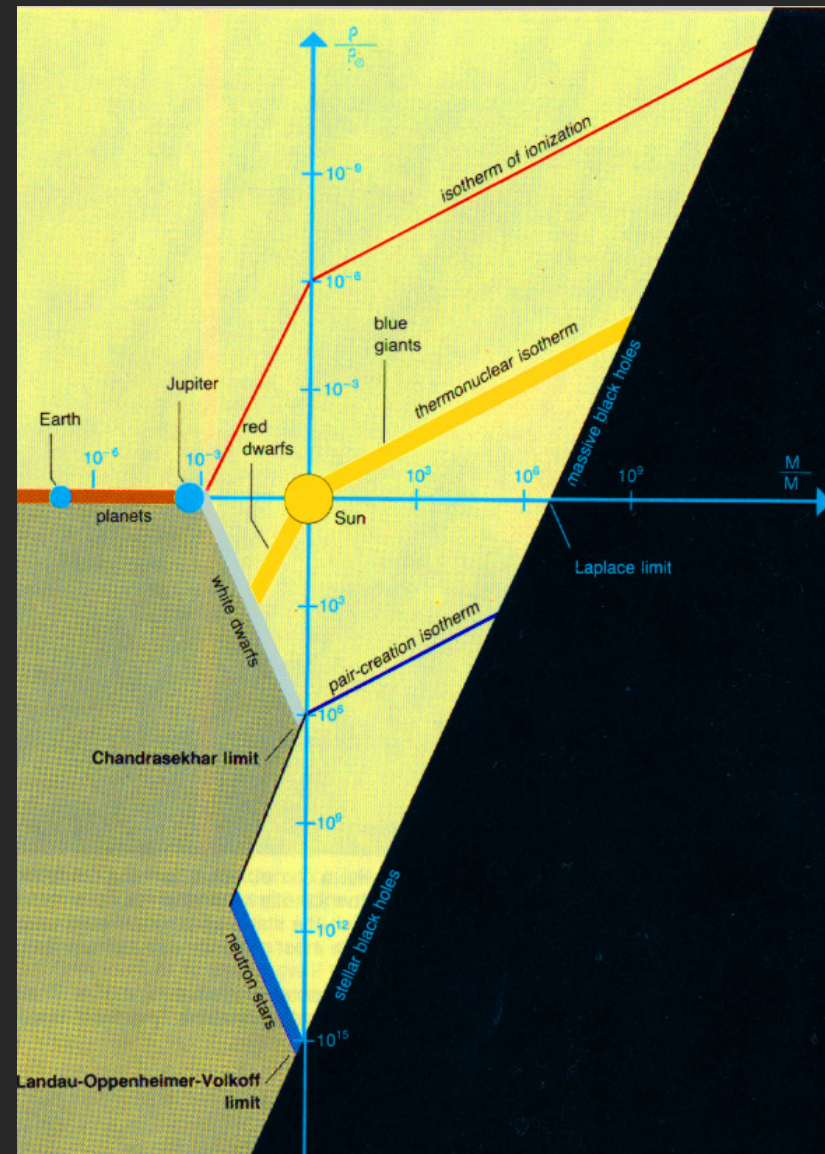 ρ
ρ⊙
isotherm of ionization
10⁻⁹
10⁻⁶
blue
giants
thermonuclear isotherm
Jupiter
10⁻³
Earth
red
dwarfs
massive black holes
10⁻⁶
10⁻³
10³
10⁶
10⁹
M
M
planets
Sun
Laplace limit
white dwarfs
10³
pair-creation isotherm
10⁶
Chandrasekhar limit
10⁹
stellar black holes
10¹²
neutron stars
10¹⁵
Landau-Oppenheimer-Volkoff
limit